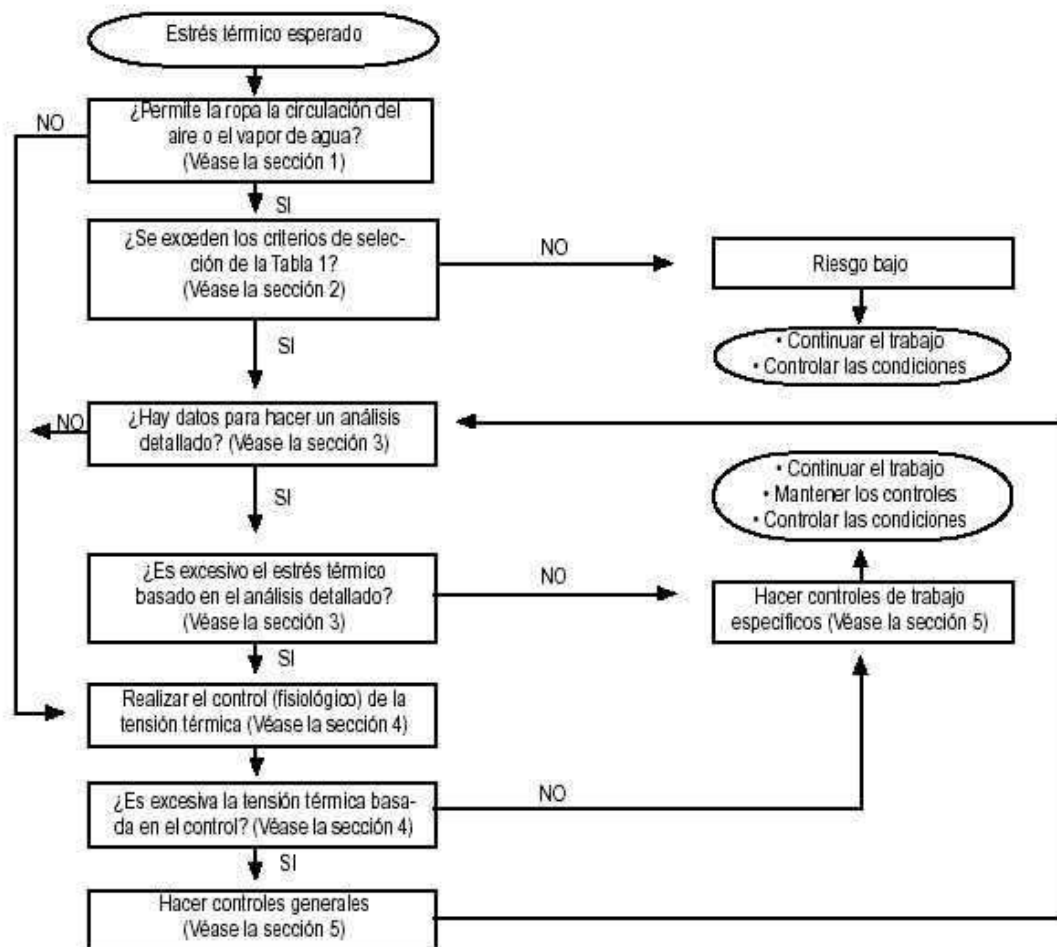 Estrés térmico esperado
¿Permite la ropa la circulación del
aire o el vapor de agua?
(Véase la sección 1)
NO
SI
¿Se exceden los criterios de selec-
ción de la Tabla 1?
(Véase la sección 2)
NO
Riesgo bajo
• Continuar el trabajo
• Controlar las condiciones
SI
¿Hay datos para hacer un análisis
detallado? (Véase la sección 3)
NO
SI
• Continuar el trabajo
• Mantener los controles
• Controlar las condiciones
¿Es excesivo el estrés térmico
basado en el análisis detallado?
(Véase la sección 3)
NO
Hacer controles de trabajo
específicos (Véase la sección 5)
SI
Realizar el control (fisiológico) de la
tensión térmica (Véase la sección 4)
¿Es excesiva la tensión térmica basa-
da en el control? (Véase la sección 4)
NO
SI
Hacer controles generales
(Véase la sección 5)